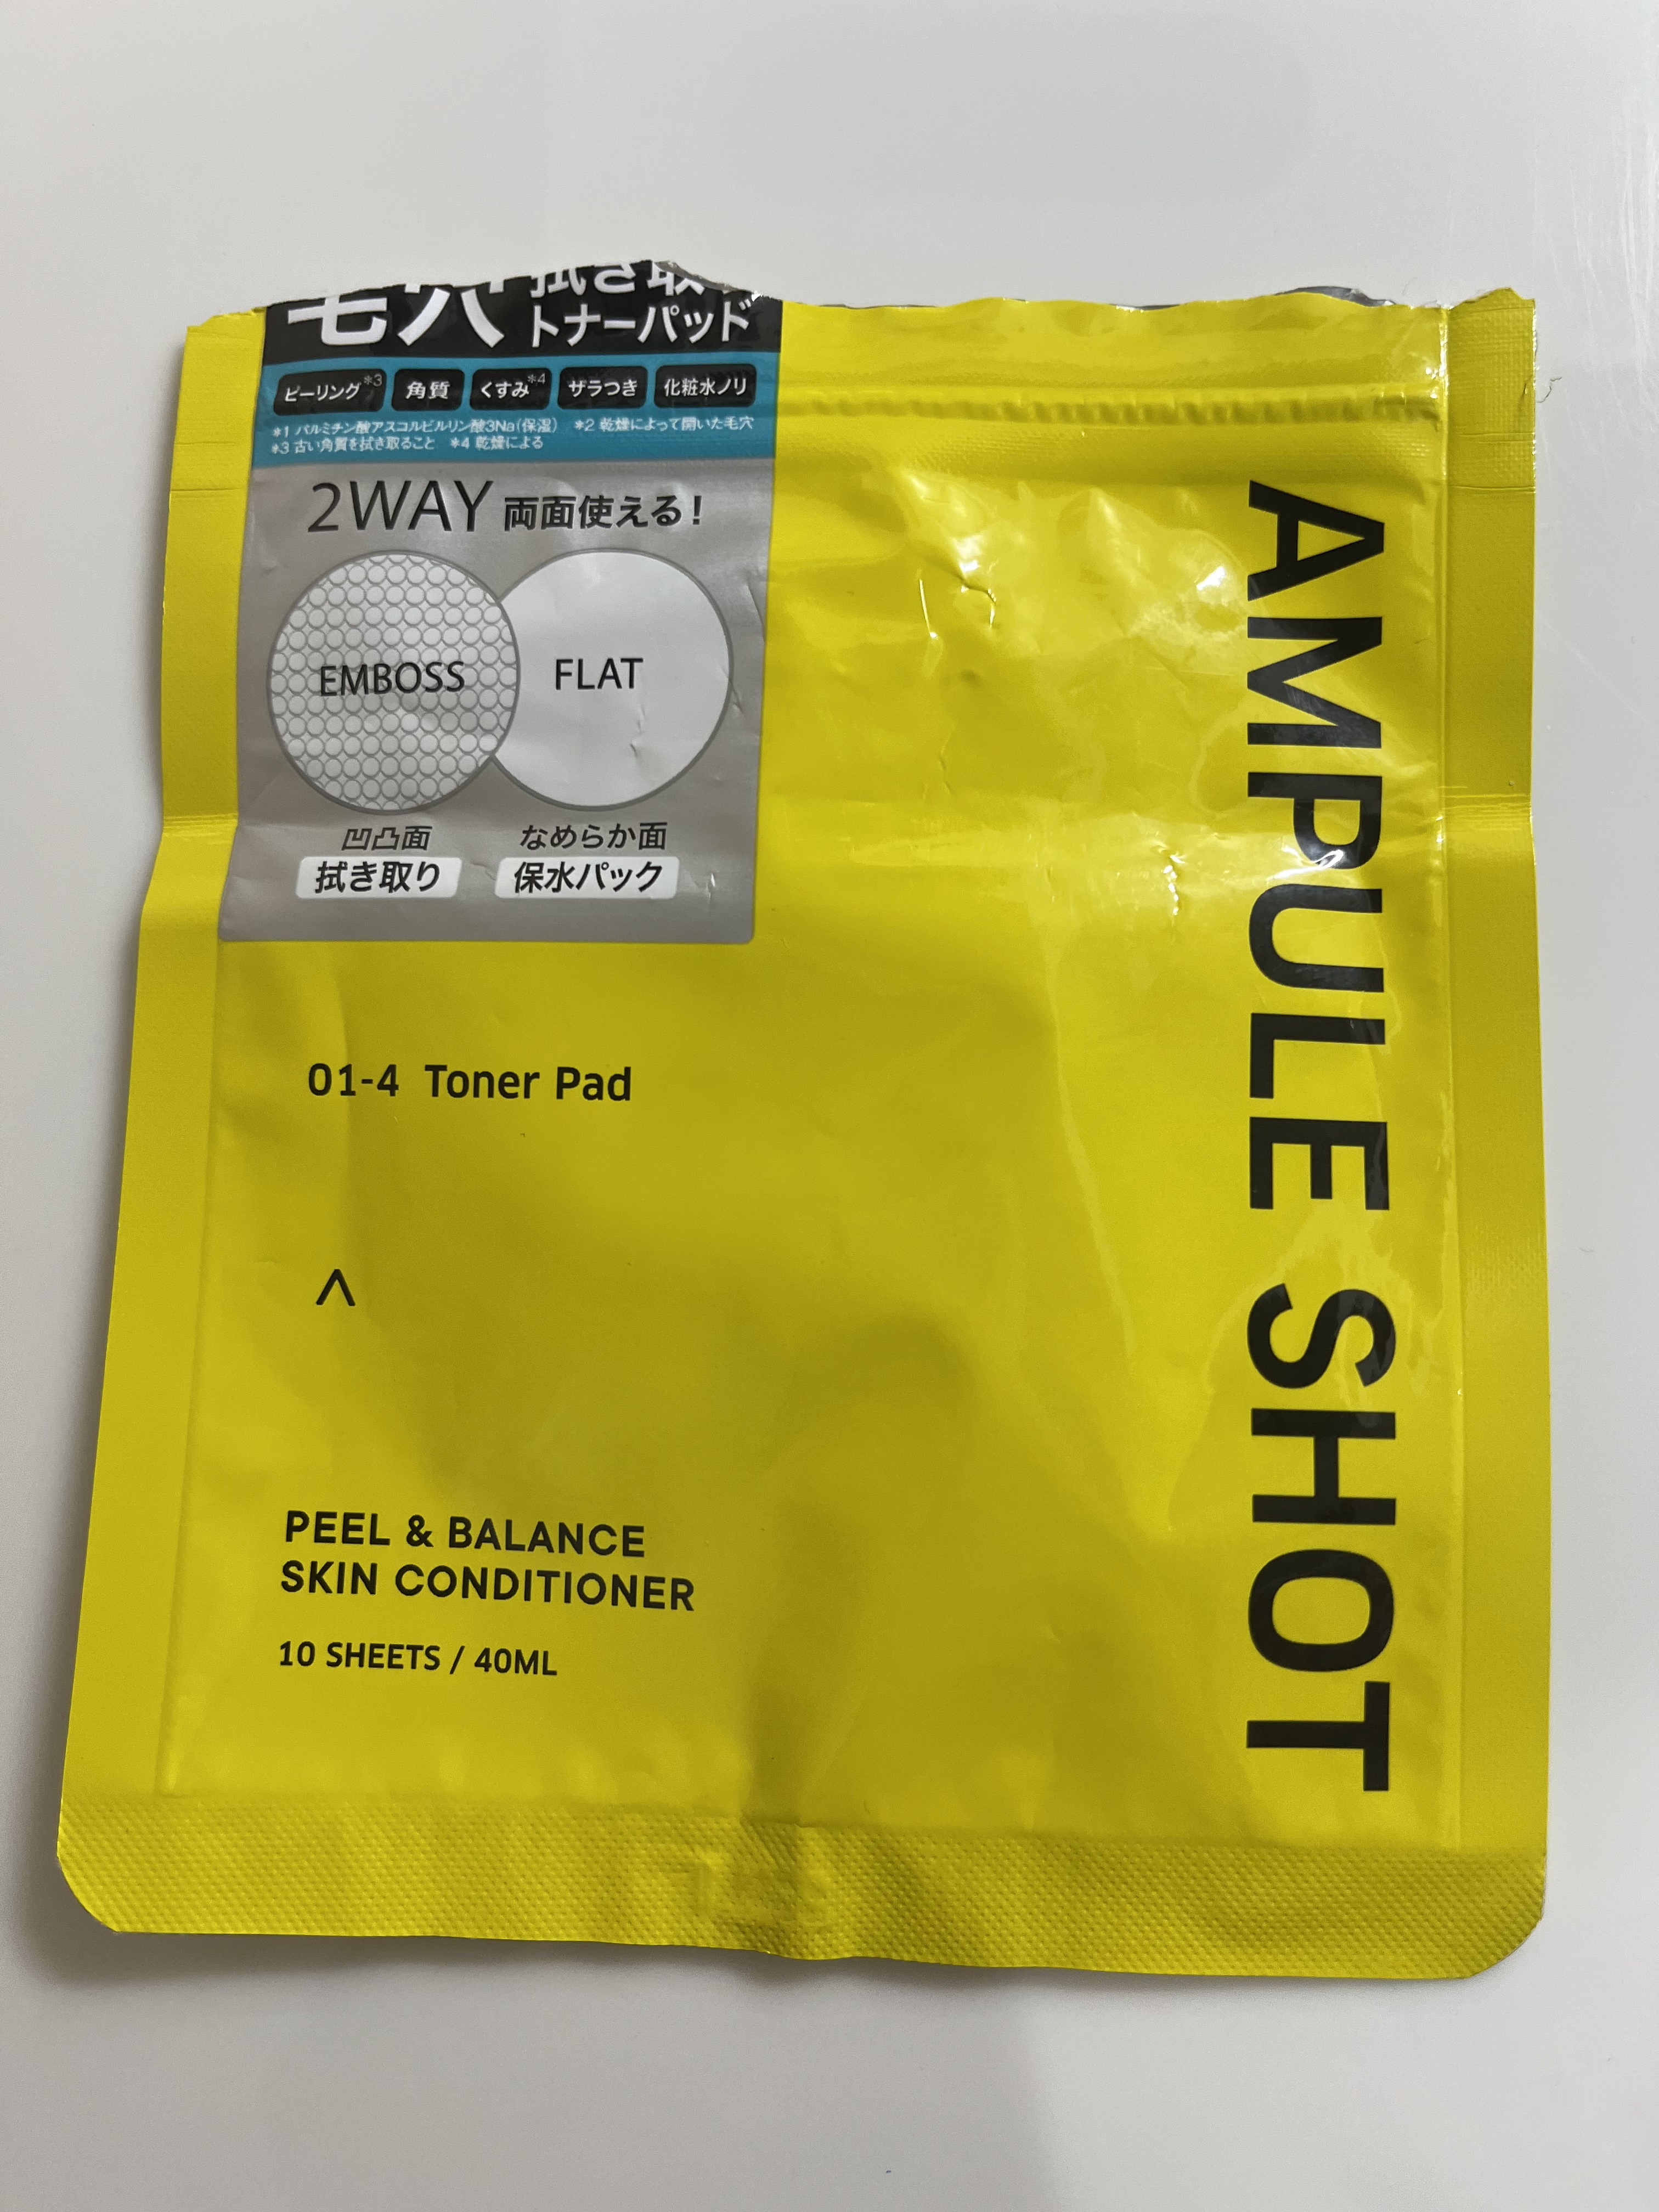 毛穴 拭き取り
トナーパッド
ピーリング*3 角質 くすみ*4 ザラつき 化粧水ノリ
*1 パルミチン酸アスコルビルリン酸3Na(保湿) *2 乾燥によって開いた毛穴
*3 古い角質を拭き取ること *4 乾燥による
2WAY 両面使える!
EMBOSS FLAT
凹凸面 なめらか面
拭き取り 保水パック
AMPULE SHOT
01-4 Toner Pad
PEEL & BALANCE
SKIN CONDITIONER
10 SHEETS / 40ML